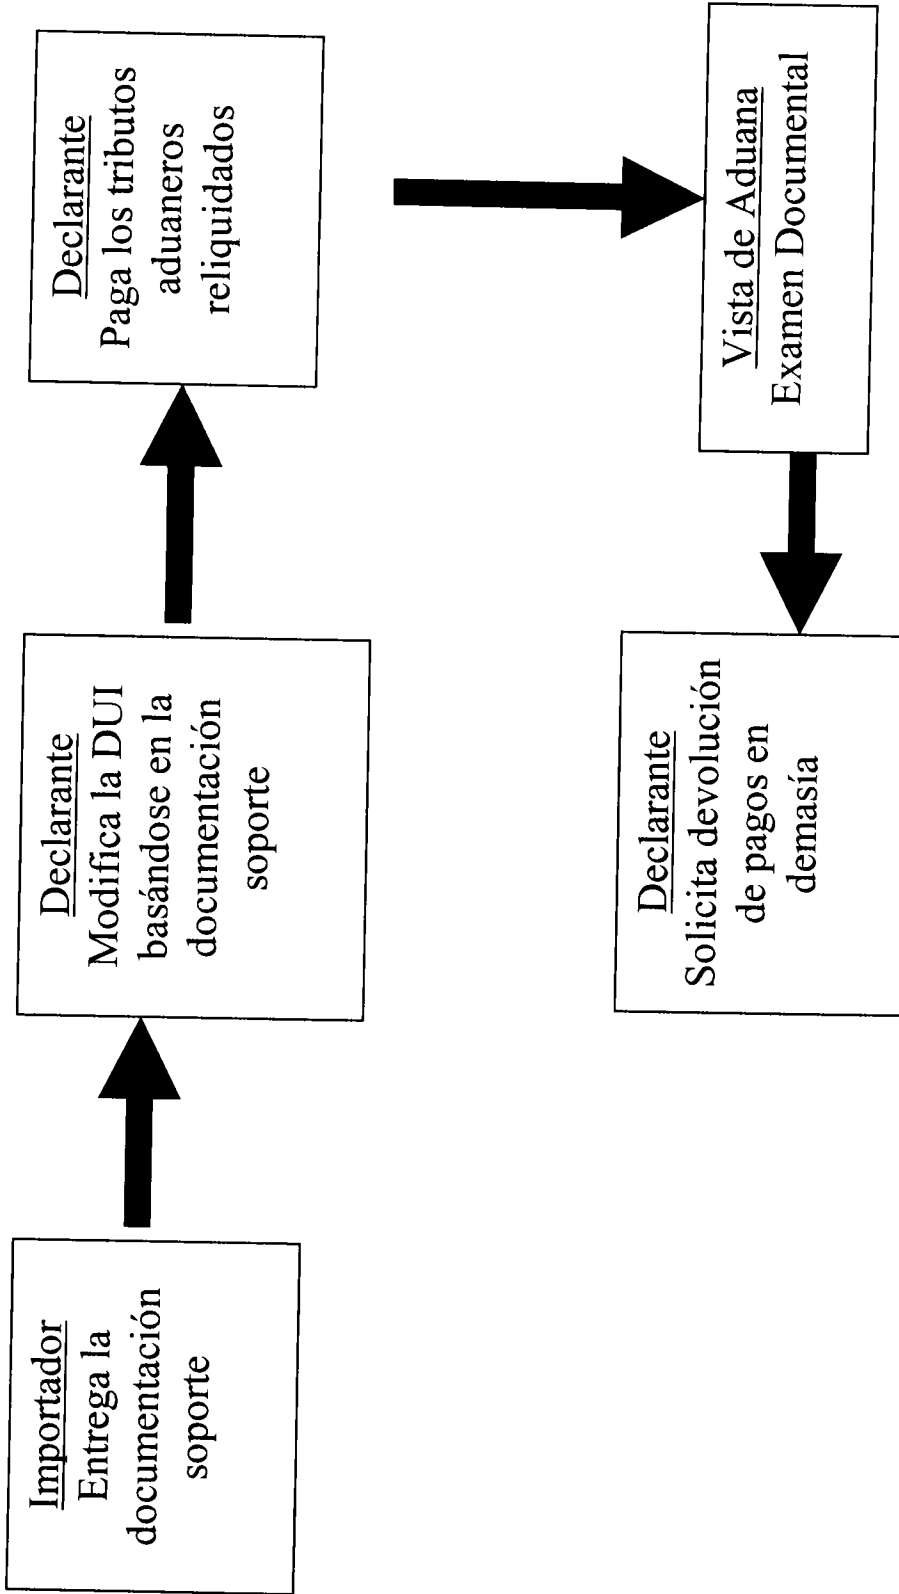 Importador
Entrega la
documentación
soporte
Declarante
Modifica la DUI
basándose en la
documentación
soporte
Declarante
Paga los tributos
aduaneros
reliquidados
Vista de Aduana
Examen Documental
Declarante
Solicita devolución
de pagos en
demasía